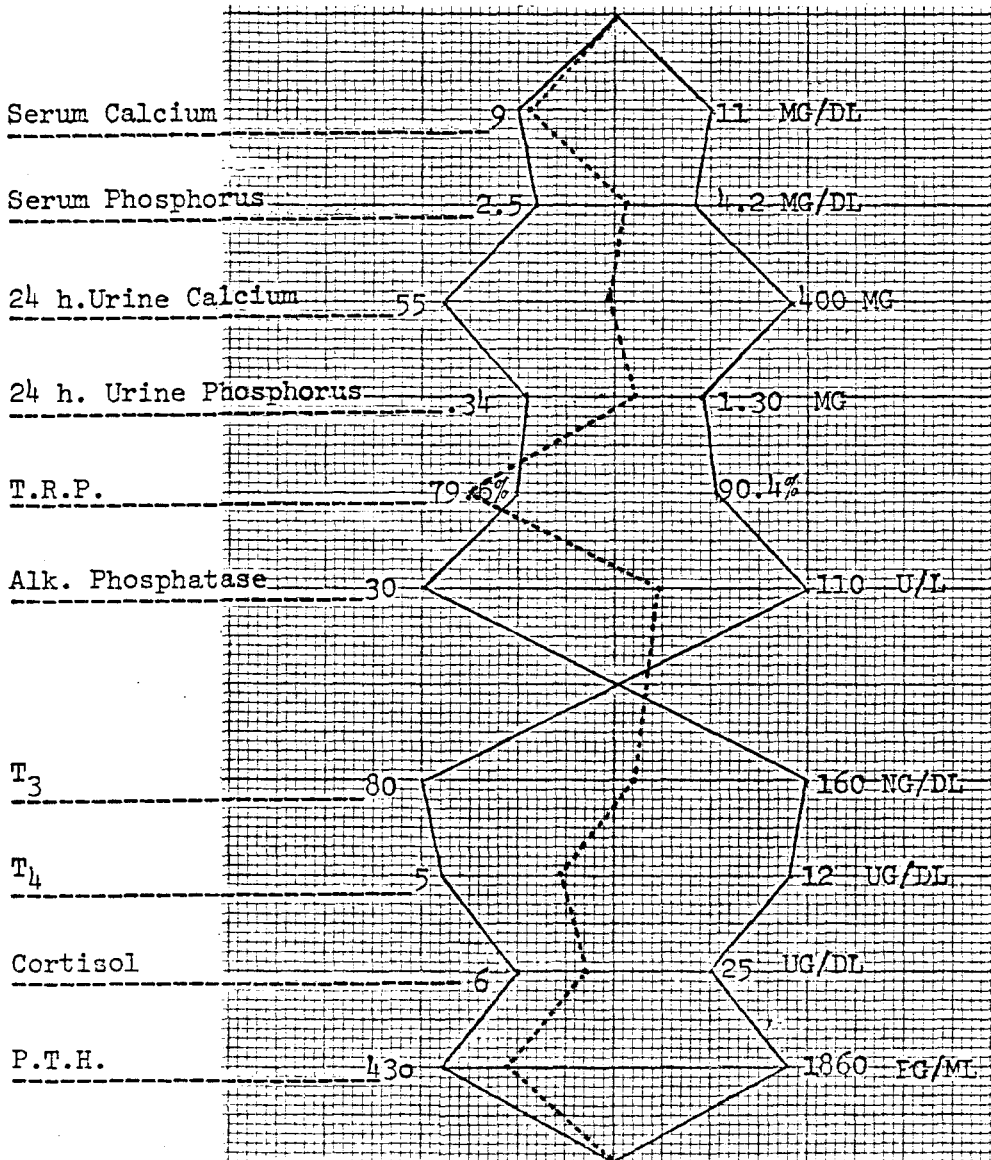 Serum Calcium 9 11 MG/DL
Serum Phosphorus 2.5 4.2 MG/DL
24 h.Urine Calcium 55 400 MG
24 h. Urine Phosphorus .34 1.30 MG
T.R.P. 79.6% 90.4%
Alk. Phosphatase 30 110 U/L
T3 80 160 NG/DL
T4 5 12 UG/DL
Cortisol 6 25 UG/DL
P.T.H. 430 1860 PG/ML